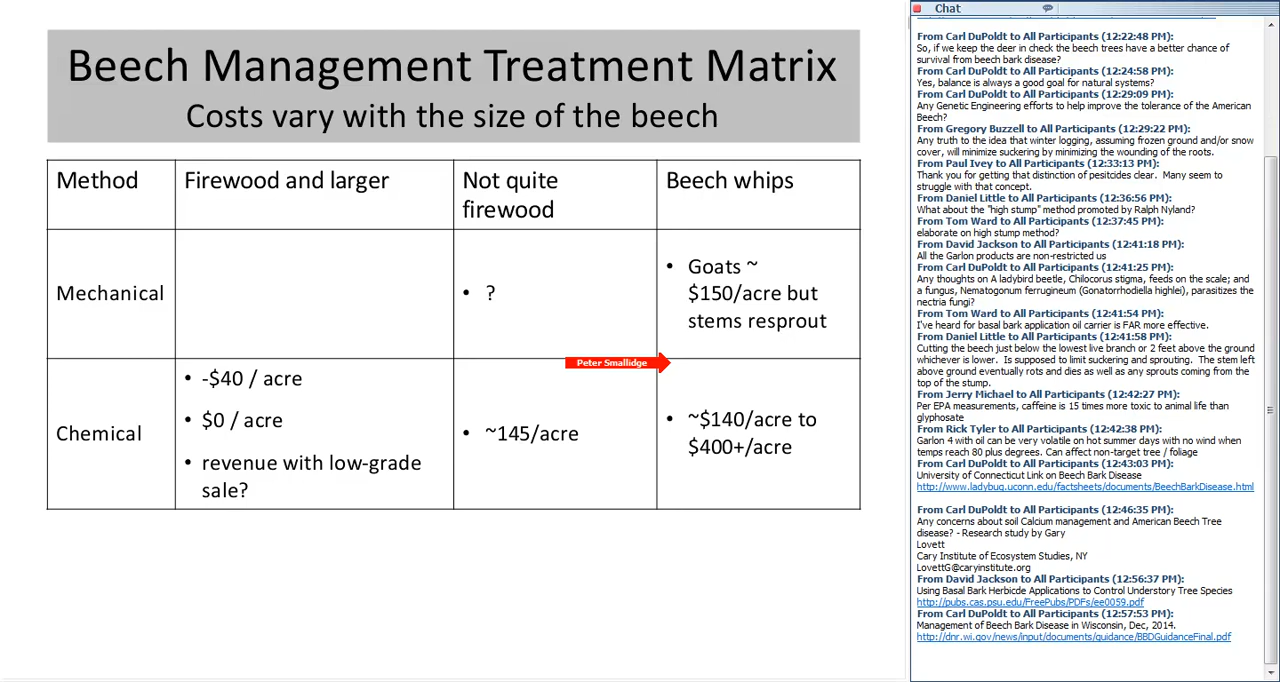 Beech Management Treatment Matrix
Costs vary with the size of the beech
Method
Firewood and larger
Not quite
firewood
Beech whips
Mechanical
• ?
• Goats ~
$150/acre but
stems resprout
Peter Smallidge
Chemical
• -$40 / acre
• $0 / acre
• revenue with low-grade
sale?
• ~145/acre
• ~$140/acre to
$400+/acre
Chat
From Carl DuPoldt to All Participants (12:22:48 PM):
So, if we keep the deer in check the beech trees have a better chance of
survival from beech bark disease?
From Carl DuPoldt to All Participants (12:24:58 PM):
Yes, balance is always a good goal for natural systems?
From Carl DuPoldt to All Participants (12:29:09 PM):
Any Genetic Engineering efforts to help improve the tolerance of the American
Beech?
From Gregory Buzzell to All Participants (12:29:22 PM):
Any truth to the idea that winter logging, assuming frozen ground and/or snow
cover, will minimize suckering by minimizing the wounding of the roots.
From Paul Ivey to All Participants (12:33:13 PM):
Thank you for getting that distinction of pesitcides clear. Many seem to
struggle with that concept.
From Daniel Little to All Participants (12:36:56 PM):
What about the "high stump" method promoted by Ralph Nyland?
From Tom Ward to All Participants (12:37:45 PM):
elaborate on high stump method?
From David Jackson to All Participants (12:41:18 PM):
All the Garlon products are non-restricted us
From Carl DuPoldt to All Participants (12:41:25 PM):
Any thoughts on A ladybird beetle, Chilocorus stigma, feeds on the scale; and
a fungus, Nematogonum ferrugineum (Gonatorrhodiella highlei), parasitizes the
nectria fungi?
From Tom Ward to All Participants (12:41:54 PM):
I've heard for basal bark application oil carrier is FAR more effective.
From Daniel Little to All Participants (12:41:58 PM):
Cutting the beech just below the lowest live branch or 2 feet above the ground
whichever is lower. Is supposed to limit suckering and sprouting. The stem left
above ground eventually rots and dies as well as any sprouts coming from the
top of the stump.
From Jerry Michael to All Participants (12:42:27 PM):
Per EPA measurements, caffeine is 15 times more toxic to animal life than
glyphosate
From Rick Tyler to All Participants (12:42:38 PM):
Garlon 4 with oil can be very volatile on hot summer days with no wind when
temps reach 80 plus degrees. Can affect non-target tree / foliage
From Carl DuPoldt to All Participants (12:43:03 PM):
University of Connecticut Link on Beech Bark Disease
http://www.ladybug.uconn.edu/factsheets/documents/BeechBarkDisease.html
From Carl DuPoldt to All Participants (12:46:35 PM):
Any concerns about soil Calcium management and American Beech Tree
disease? - Research study by Gary
Lovett
Cary Institute of Ecosystem Studies, NY
LovettG@caryinstitute.org
From David Jackson to All Participants (12:56:37 PM):
Using Basal Bark Herbicde Applications to Control Understory Tree Species
http://pubs.cas.psu.edu/FreePubs/PDFs/ee0059.pdf
From Carl DuPoldt to All Participants (12:57:53 PM):
Management of Beech Bark Disease in Wisconsin, Dec, 2014.
http://dnr.wi.gov/news/input/documents/guidance/BBDGuidanceFinal.pdf